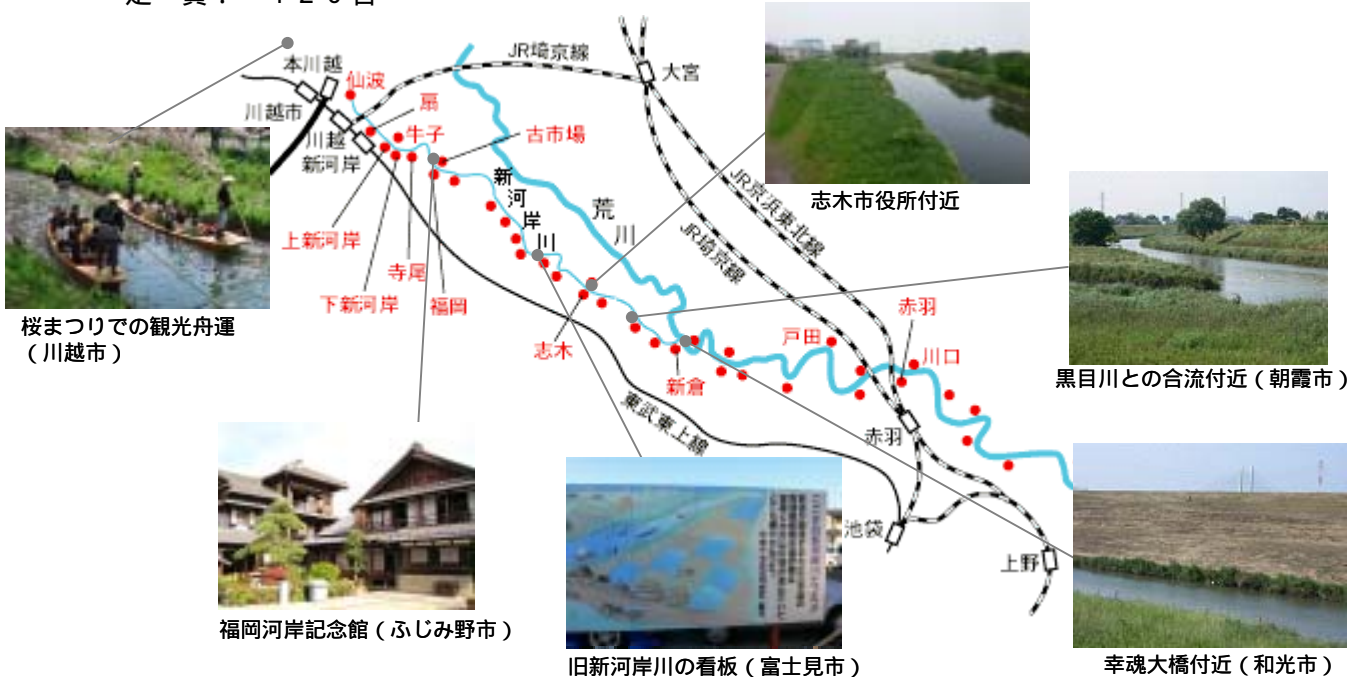 JR埼京線
大宮
本川越
仙波
川越市
扇
川越
牛子
古市場
新河岸
新河岸川
荒川
JR京浜東北線
JR埼京線
志木市役所付近
上新河岸
寺尾
下新河岸
福岡
桜まつりでの観光舟運
（川越市）
志木
戸田
赤羽
川口
新倉
黒目川との合流付近（朝霞市）
東武東上線
赤羽
池袋
上野
福岡河岸記念館（ふじみ野市）
旧新河岸川の看板（富士見市）
幸魂大橋付近（和光市）